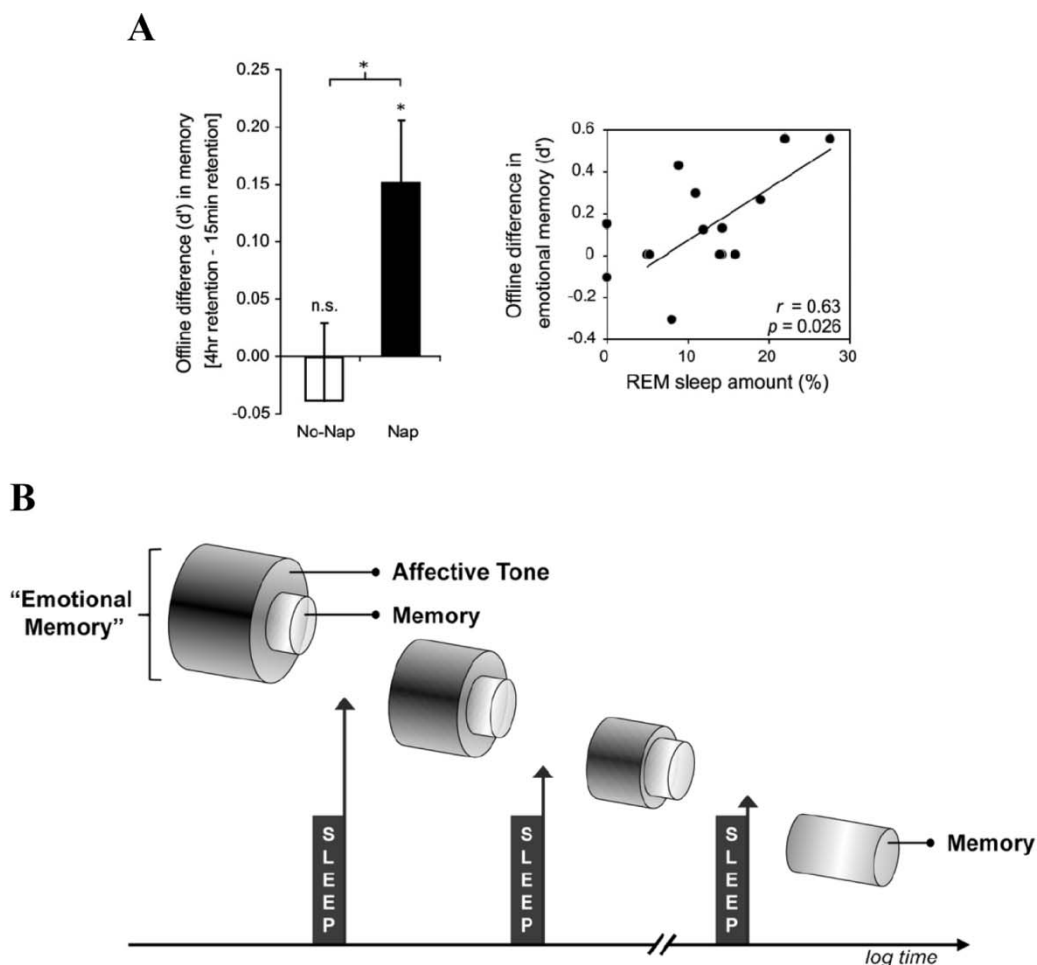 A
Offline difference (d') in memory
[4hr retention - 15min retention]
0.25
0.20
0.15
0.10
0.05
0.00
-0.05
*
*
n.s.
No-Nap
Nap
Offline difference in
emotional memory (d')
0.6
0.4
0.2
0
-0.2
-0.4
r = 0.63
p = 0.026
0
10
20
30
REM sleep amount (%)
B
“Emotional
Memory”
Affective Tone
Memory
SLEEP
SLEEP
SLEEP
Memory
log time